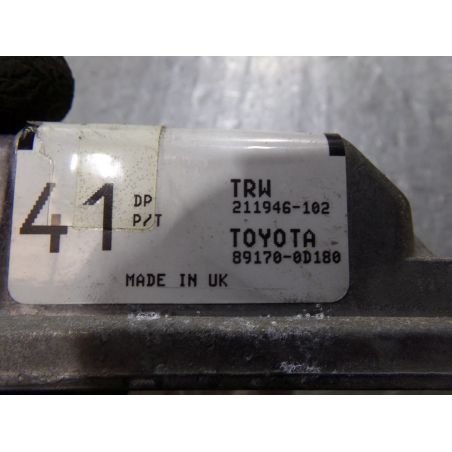 41
DP
P/T
TRW
211946-102
TOYOTA
89170-0D180
MADE IN UK